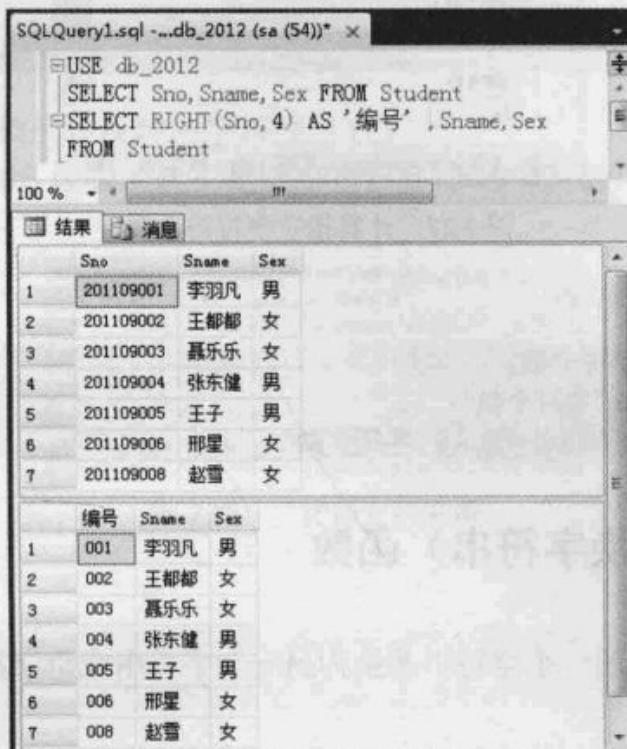 SQLQuery1.sql -...db_2012 (sa (54))* ×
USE db_2012
SELECT Sno,Sname,Sex FROM Student
SELECT RIGHT(Sno,4) AS '编号' ,Sname,Sex
FROM Student
100 %
结果 消息
Sno Sname Sex
1 201109001 李羽凡 男
2 201109002 王都都 女
3 201109003 聂乐乐 女
4 201109004 张东健 男
5 201109005 王子 男
6 201109006 邢星 女
7 201109008 赵雪 女
编号 Sname Sex
1 001 李羽凡 男
2 002 王都都 女
3 003 聂乐乐 女
4 004 张东健 男
5 005 王子 男
6 006 邢星 女
7 008 赵雪 女